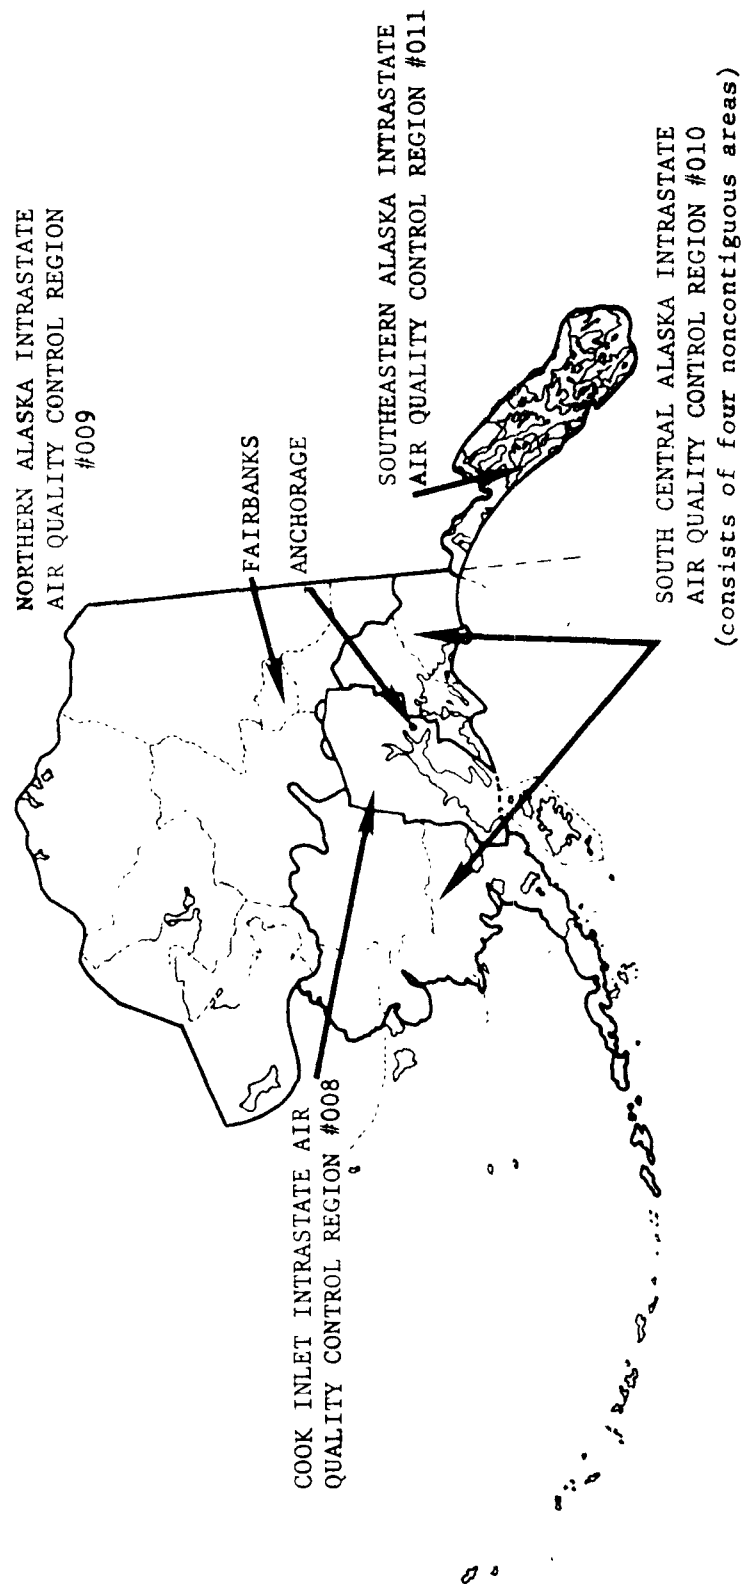 NORTHERN ALASKA INTRASTATE
AIR QUALITY CONTROL REGION
#009
FAIRBANKS
ANCHORAGE
COOK INLET INTRASTATE AIR
QUALITY CONTROL REGION #008
SOUTHEASTERN ALASKA INTRASTATE
AIR QUALITY CONTROL REGION #011
SOUTH CENTRAL ALASKA INTRASTATE
AIR QUALITY CONTROL REGION #010
(consists of four noncontiguous areas)